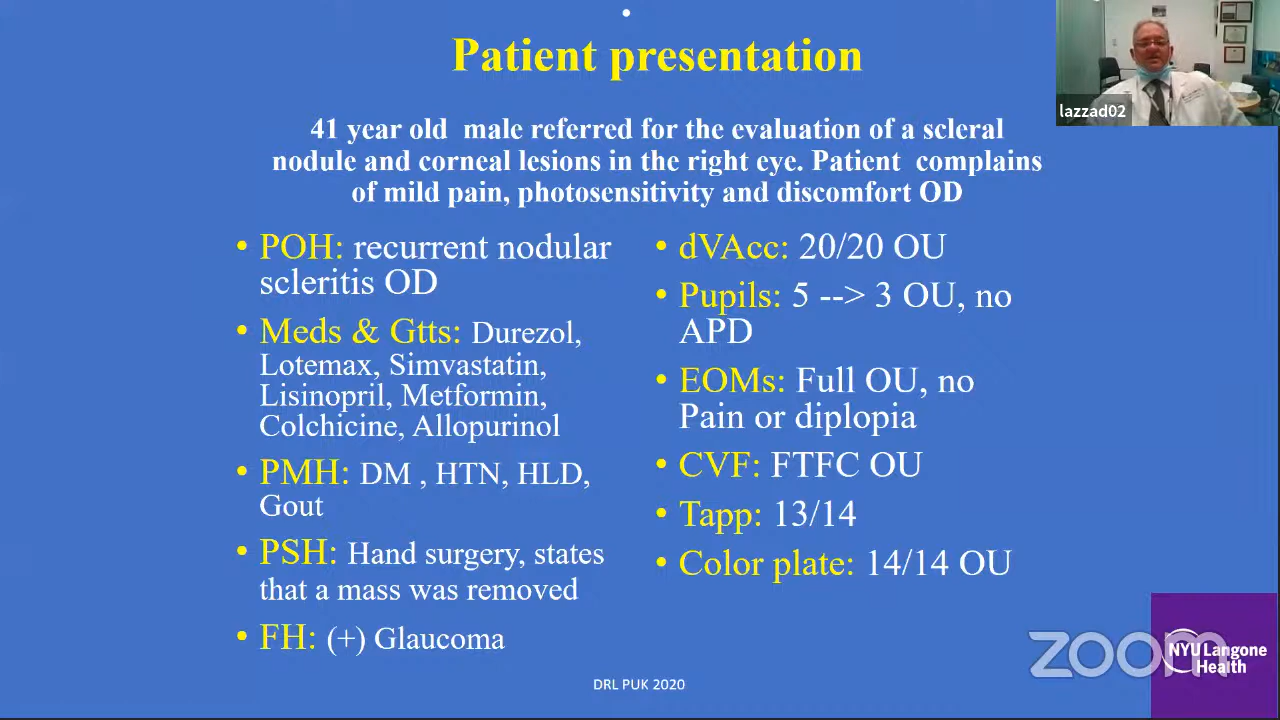 Patient presentation
lazzad02
41 year old male referred for the evaluation of a scleral
nodule and corneal lesions in the right eye. Patient complains
of mild pain, photosensitivity and discomfort OD
• POH: recurrent nodular
scleritis OD
• Meds & Gtts: Durezol,
Lotemax, Simvastatin,
Lisinopril, Metformin,
Colchicine, Allopurinol
• PMH: DM , HTN, HLD,
Gout
• PSH: Hand surgery, states
that a mass was removed
• FH: (+) Glaucoma
• dVAcc: 20/20 OU
• Pupils: 5 --> 3 OU, no
APD
• EOMs: Full OU, no
Pain or diplopia
• CVF: FTFC OU
• Tapp: 13/14
• Color plate: 14/14 OU
DRL PUK 2020
zoom
NYU Langone
Health